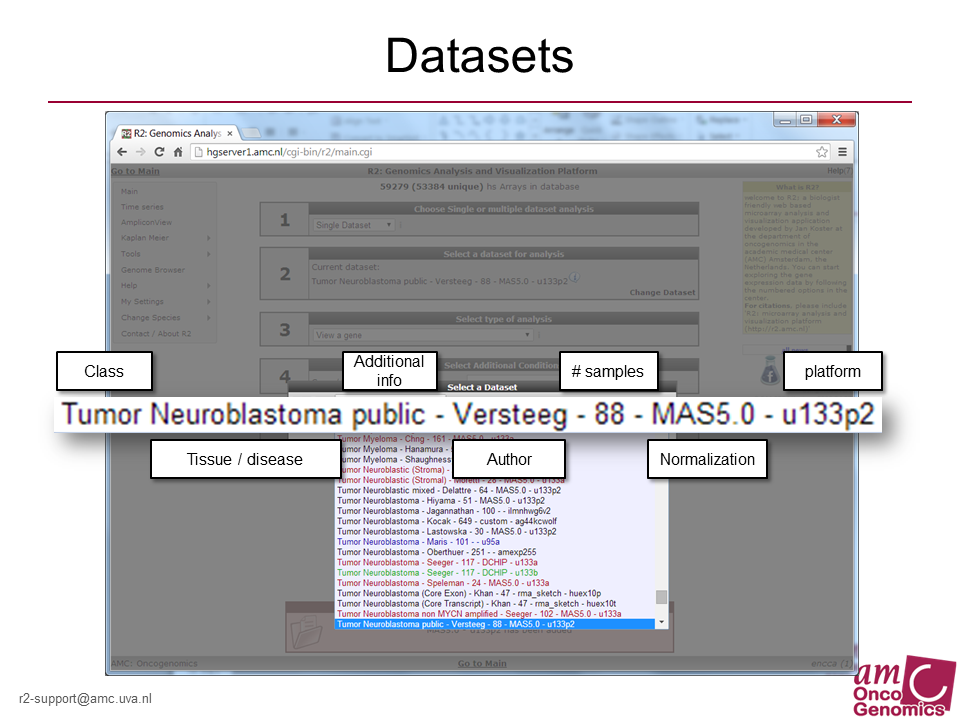 Datasets
R2: Genomics Analys
hgserver1.amc.nl/cgi-bin/r2/main.cgi
Go to Main
R2: Genomics Analysis and Visualization Platform
Help(?)
59279 (53384 unique) hs Arrays in database
Main
Time series
AmpliconView
Kaplan Meier
Tools
Genome Browser
Help
My Settings
Change Species
Contact / About R2
1
Choose Single or multiple dataset analysis
Single Dataset
2
Select a dataset for analysis
Current dataset:
Tumor Neuroblastoma public - Versteeg - 88 - MAS5.0 - u133p2
Change Dataset
3
Select type of analysis
View a gene
4
Select Additional Condition
What is R2?
welcome to R2; a biologist
friendly web based
microarray analysis and
visualization application
developed by Jan Koster at
the department of
oncogenomics in the
academic medical center
(AMC) Amsterdam, the
Netherlands. You can start
exploring the gene
expression data by following
the numbered options in the
center.
For citations, please include
'R2: microarray analysis and
visualization platform
(http://r2.amc.nl)'
Select a Dataset
Class
Additional
info
# samples
platform
Tumor Neuroblastoma public - Versteeg - 88 - MAS5.0 - u133p2
Tissue / disease
Author
Normalization
Tumor Myeloma - Chng - 161 - MAS5.0 - u133a
Tumor Myeloma - Hanamura -
Tumor Myeloma - Shaughness
Tumor Neuroblastic (Stroma) -
Tumor Neuroblastic (Stromal) - Moretti - 28 - MAS5.0 - u133a
Tumor Neuroblastic mixed - Delattre - 64 - MAS5.0 - u133p2
Tumor Neuroblastoma - Hiyama - 51 - MAS5.0 - u133p2
Tumor Neuroblastoma - Jagannathan - 100 - - ilmnhwg6v2
Tumor Neuroblastoma - Kocak - 649 - custom - ag44kcwolf
Tumor Neuroblastoma - Lastowska - 30 - MAS5.0 - u133p2
Tumor Neuroblastoma - Maris - 101 - - u95a
Tumor Neuroblastoma - Oberthuer - 251 - - amexp255
Tumor Neuroblastoma - Seeger - 117 - DCHIP - u133a
Tumor Neuroblastoma - Seeger - 117 - DCHIP - u133b
Tumor Neuroblastoma - Speleman - 24 - MAS5.0 - u133a
Tumor Neuroblastoma (Core Exon) - Khan - 47 - rma_sketch - huex10p
Tumor Neuroblastoma (Core Transcript) - Khan - 47 - rma_sketch - huex10t
Tumor Neuroblastoma non MYCN amplified - Seeger - 102 - MAS5.0 - u133a
Tumor Neuroblastoma public - Versteeg - 88 - MAS5.0 - u133p2
MAS5.0 - u133p2 has been added
AMC: Oncogenomics
Go to Main
encca (1)
r2-support@amc.uva.nl
amC
Onco
Genomics